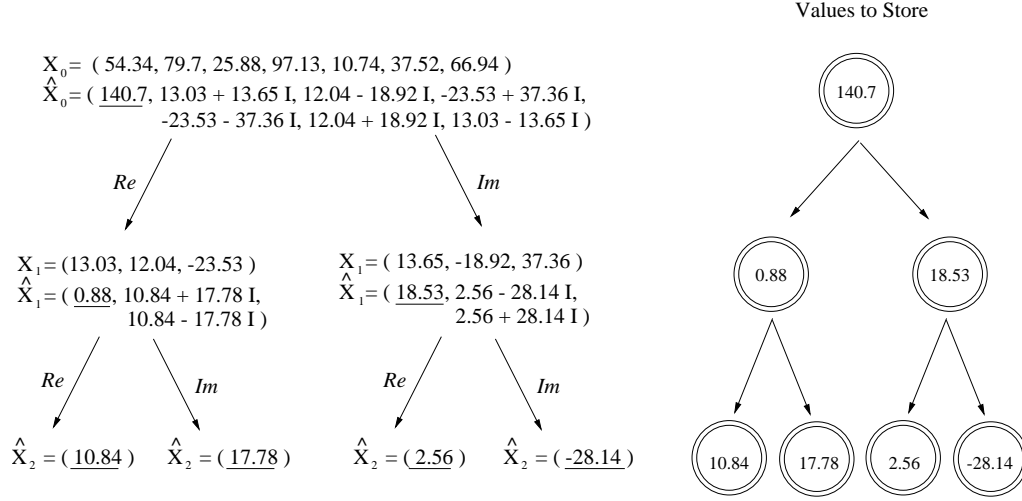 Values to Store
X₀ = ( 54.34, 79.7, 25.88, 97.13, 10.74, 37.52, 66.94 )
X̂₀ = ( 140.7, 13.03 + 13.65 I, 12.04 - 18.92 I, -23.53 + 37.36 I,
-23.53 - 37.36 I, 12.04 + 18.92 I, 13.03 - 13.65 I )
140.7
Re
Im
X₁ = (13.03, 12.04, -23.53 )
X̂₁ = ( 0.88, 10.84 + 17.78 I,
10.84 - 17.78 I )
X₁ = ( 13.65, -18.92, 37.36 )
X̂₁ = ( 18.53, 2.56 - 28.14 I,
2.56 + 28.14 I )
0.88
18.53
Re
Im
Re
Im
X̂₂ = ( 10.84 )
X̂₂ = ( 17.78 )
X̂₂ = ( 2.56 )
X̂₂ = ( -28.14 )
10.84
17.78
2.56
-28.14